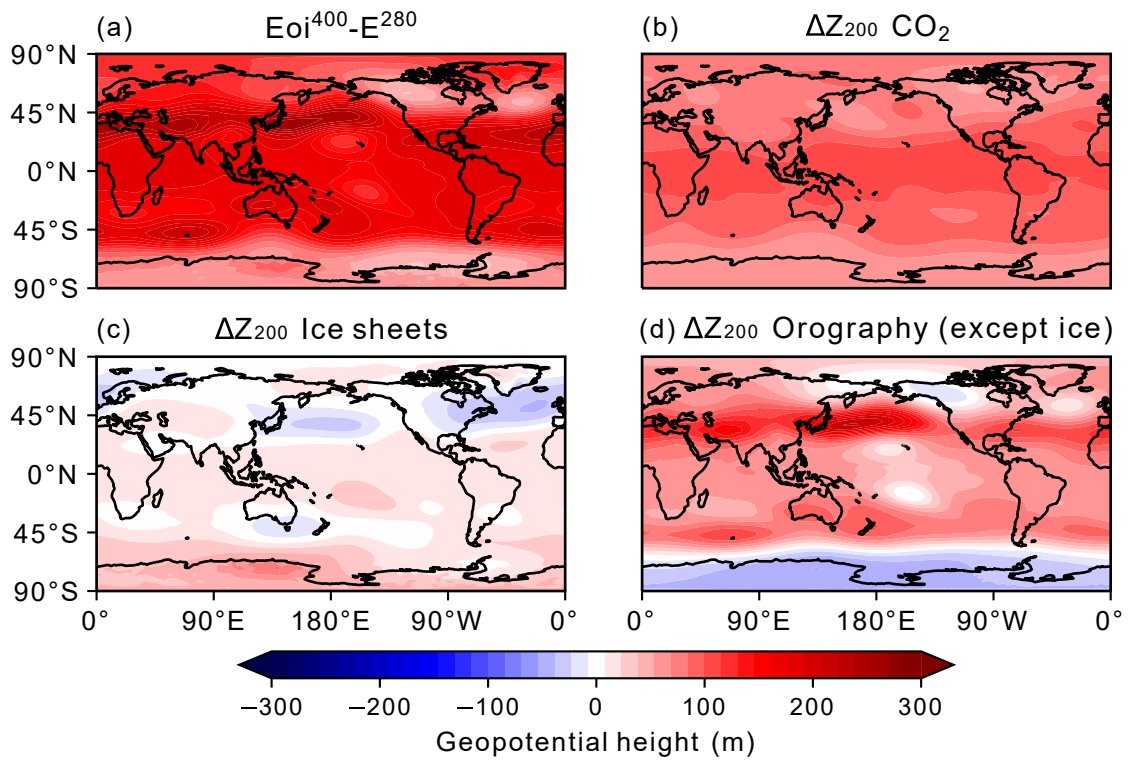 (a) Eoi⁴⁰⁰-E²⁸⁰
(b) ΔZ₂₀₀ CO₂
90°N
45°N
0°N
45°S
90°S
(c) ΔZ₂₀₀ Ice sheets
(d) ΔZ₂₀₀ Orography (except ice)
90°N
45°N
0°N
45°S
90°S
0° 90°E 180°E 90°W 0°
0° 90°E 180°E 90°W 0°
−300 −200 −100 0 100 200 300
Geopotential height (m)